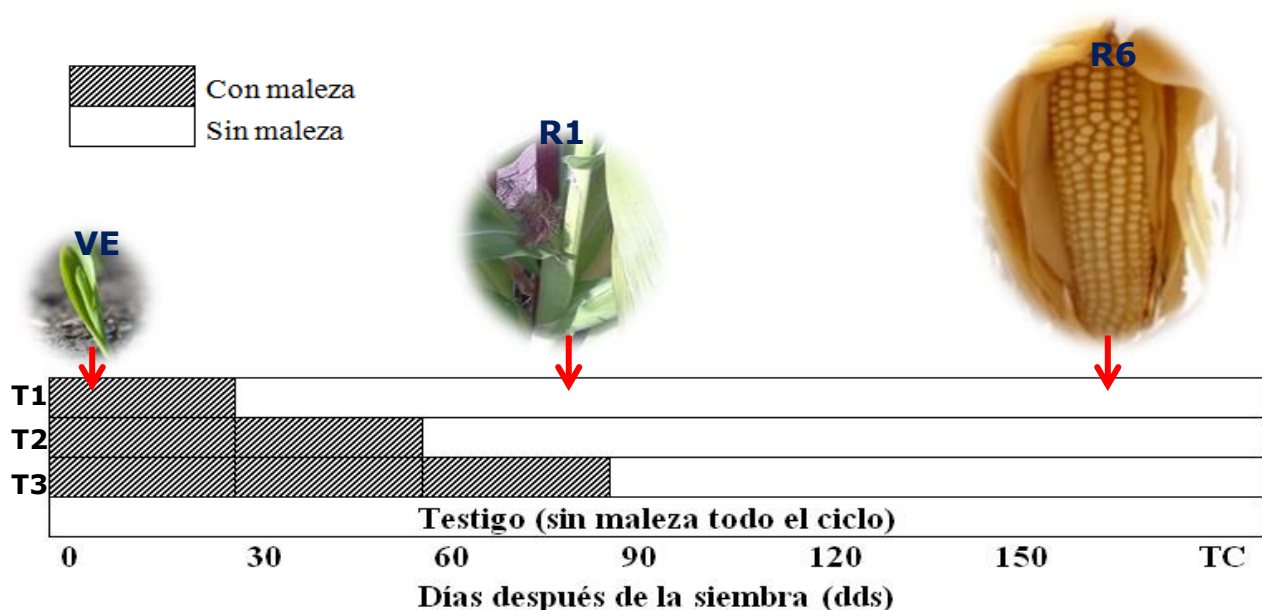 Con maleza
Sin maleza
R6
R1
VE
T1
T2
T3
Testigo (sin maleza todo el ciclo)
0 30 60 90 120 150 TC
Días después de la siembra (dds)